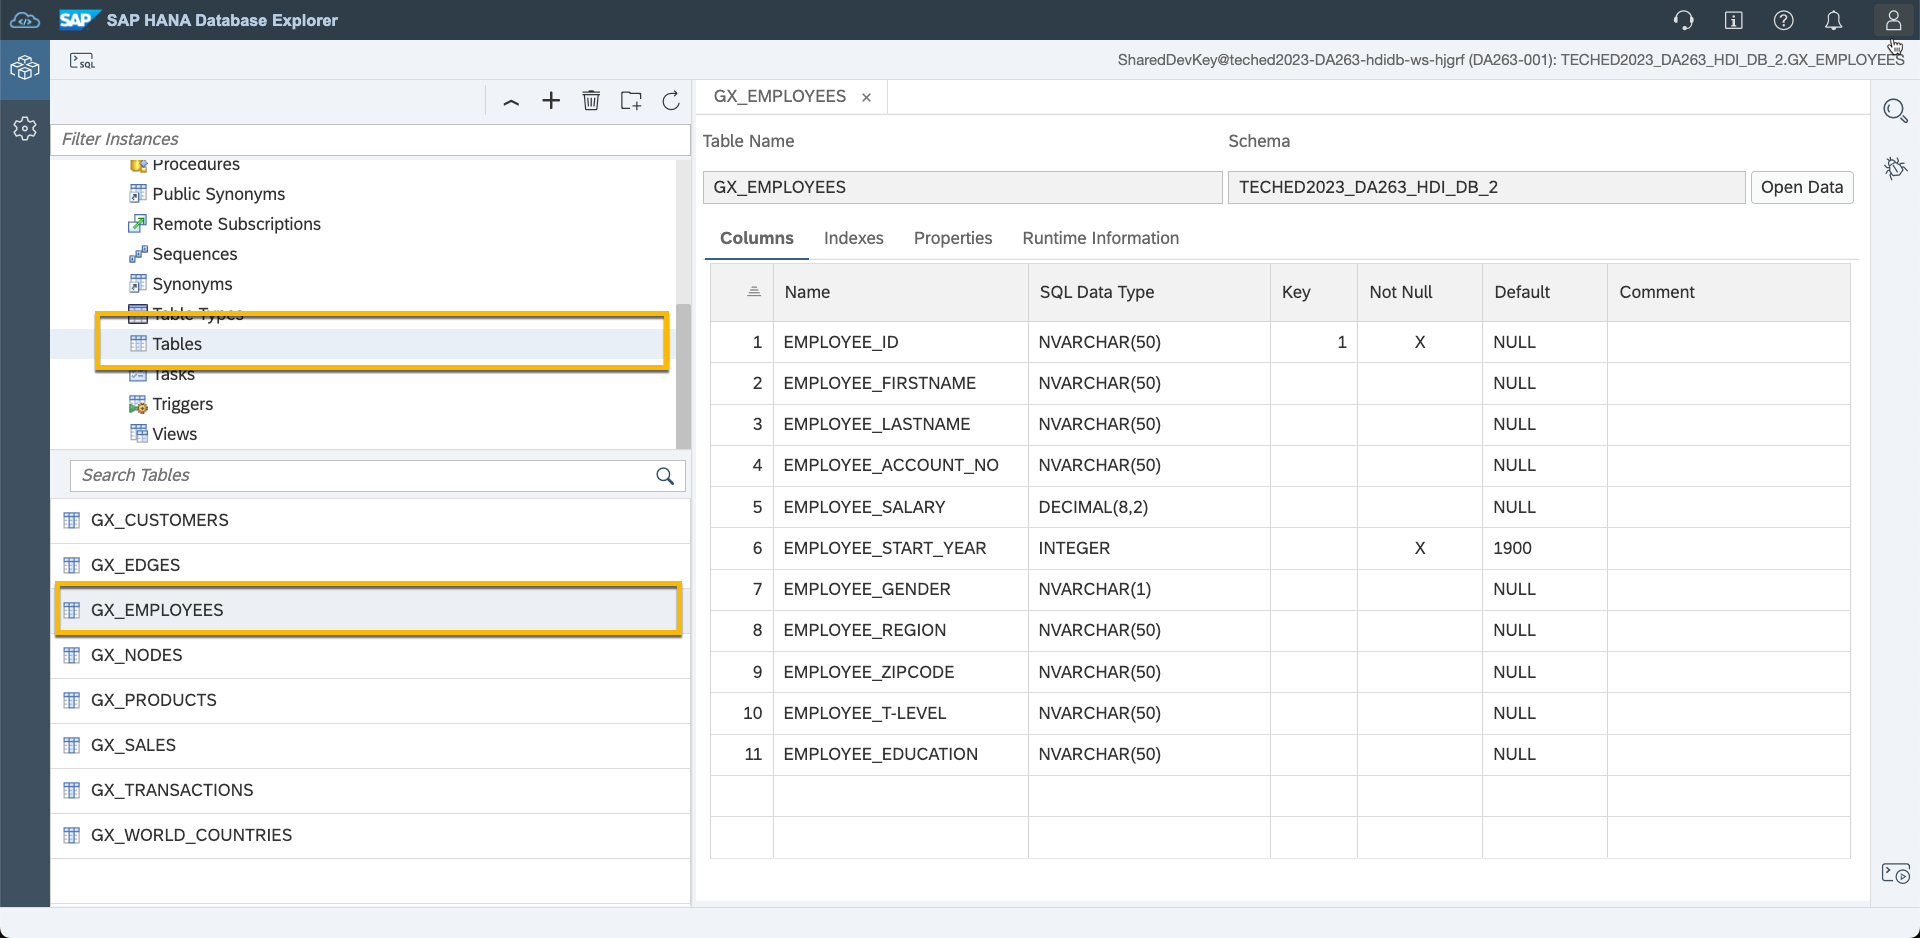 SAP SAP HANA Database Explorer
SQL
SharedDevKey@teched2023-DA263-hdidb-ws-hjgrf (DA263-001): TECHED2023_DA263_HDI_DB_2.GX_EMPLOYEES
Filter Instances
Procedures
Public Synonyms
Remote Subscriptions
Sequences
Synonyms
Table Types
Tables
Tasks
Triggers
Views
Search Tables
GX_CUSTOMERS
GX_EDGES
GX_EMPLOYEES
GX_NODES
GX_PRODUCTS
GX_SALES
GX_TRANSACTIONS
GX_WORLD_COUNTRIES
GX_EMPLOYEES ×
Table Name Schema
GX_EMPLOYEES TECHED2023_DA263_HDI_DB_2 Open Data
Columns Indexes Properties Runtime Information
Name SQL Data Type Key Not Null Default Comment
1 EMPLOYEE_ID NVARCHAR(50) 1 X NULL
2 EMPLOYEE_FIRSTNAME NVARCHAR(50) NULL
3 EMPLOYEE_LASTNAME NVARCHAR(50) NULL
4 EMPLOYEE_ACCOUNT_NO NVARCHAR(50) NULL
5 EMPLOYEE_SALARY DECIMAL(8,2) NULL
6 EMPLOYEE_START_YEAR INTEGER X 1900
7 EMPLOYEE_GENDER NVARCHAR(1) NULL
8 EMPLOYEE_REGION NVARCHAR(50) NULL
9 EMPLOYEE_ZIPCODE NVARCHAR(50) NULL
10 EMPLOYEE_T-LEVEL NVARCHAR(50) NULL
11 EMPLOYEE_EDUCATION NVARCHAR(50) NULL